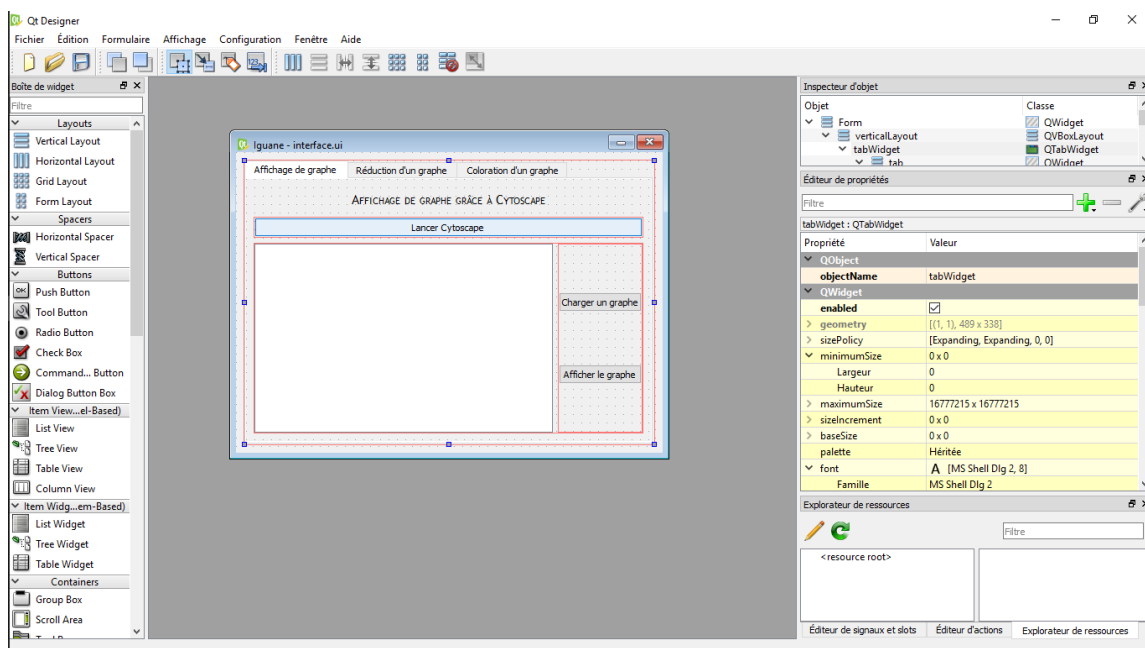 Qt Designer
Fichier Édition Formulaire Affichage Configuration Fenêtre Aide
Boîte de widget
Filtre
Layouts
Vertical Layout
Horizontal Layout
Grid Layout
Form Layout
Spacers
Horizontal Spacer
Vertical Spacer
Buttons
OK Push Button
Tool Button
Radio Button
Check Box
Command... Button
Dialog Button Box
Item View...el-Based)
List View
Tree View
Table View
Column View
Item Widg...em-Based)
List Widget
Tree Widget
Table Widget
Containers
Group Box
Scroll Area
Iguane - interface.ui
Affichage de graphe Réduction d'un graphe Coloration d'un graphe
Affichage de graphe grâce à Cytoscape
Lancer Cytoscape
Charger un graphe
Afficher le graphe
Inspecteur d'objet
Objet Classe
Form QWidget
verticalLayout QVBoxLayout
tabWidget QTabWidget
tab QWidget
Éditeur de propriétés
Filtre
tabWidget : QTabWidget
Propriété Valeur
QObject
objectName tabWidget
QWidget
enabled
geometry [(1, 1), 489 x 338]
sizePolicy [Expanding, Expanding, 0, 0]
minimumSize 0 x 0
Largeur 0
Hauteur 0
maximumSize 16777215 x 16777215
sizeIncrement 0 x 0
baseSize 0 x 0
palette Héritée
font A [MS Shell Dlg 2, 8]
Famille MS Shell Dlg 2
Explorateur de ressources
Filtre
<resource root>
Éditeur de signaux et slots Éditeur d'actions Explorateur de ressources